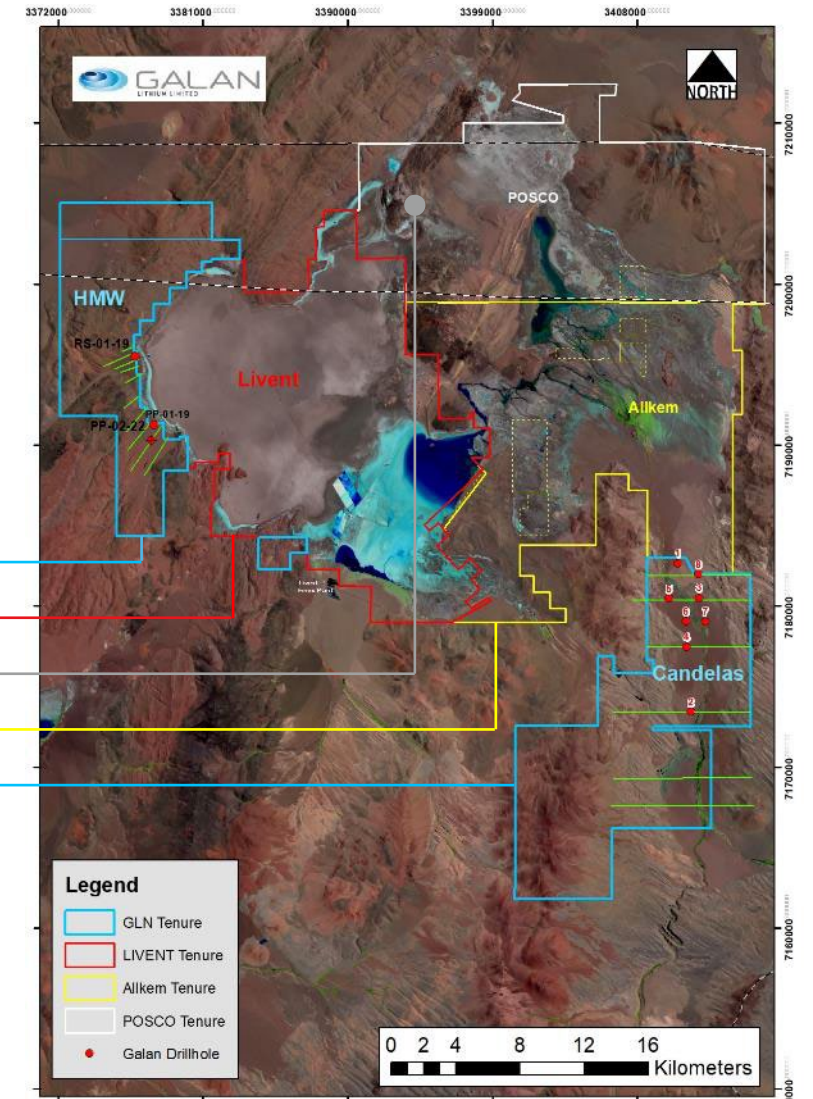 3372000 3381000 3390000 3399000 3408000
GALAN
LITHIUM LIMITED
NORTH
7210000
POSCO
7200000
HMW
RS-01-19
Livent
Allkem
PP-01-19
PP-02-22
7190000
1
8
5
3
7180000
6
7
4
Candelas
2
7170000
Legend
GLN Tenure
LIVENT Tenure
7160000
Allkem Tenure
POSCO Tenure
Galan Drillhole
0 2 4 8 12 16
Kilometers